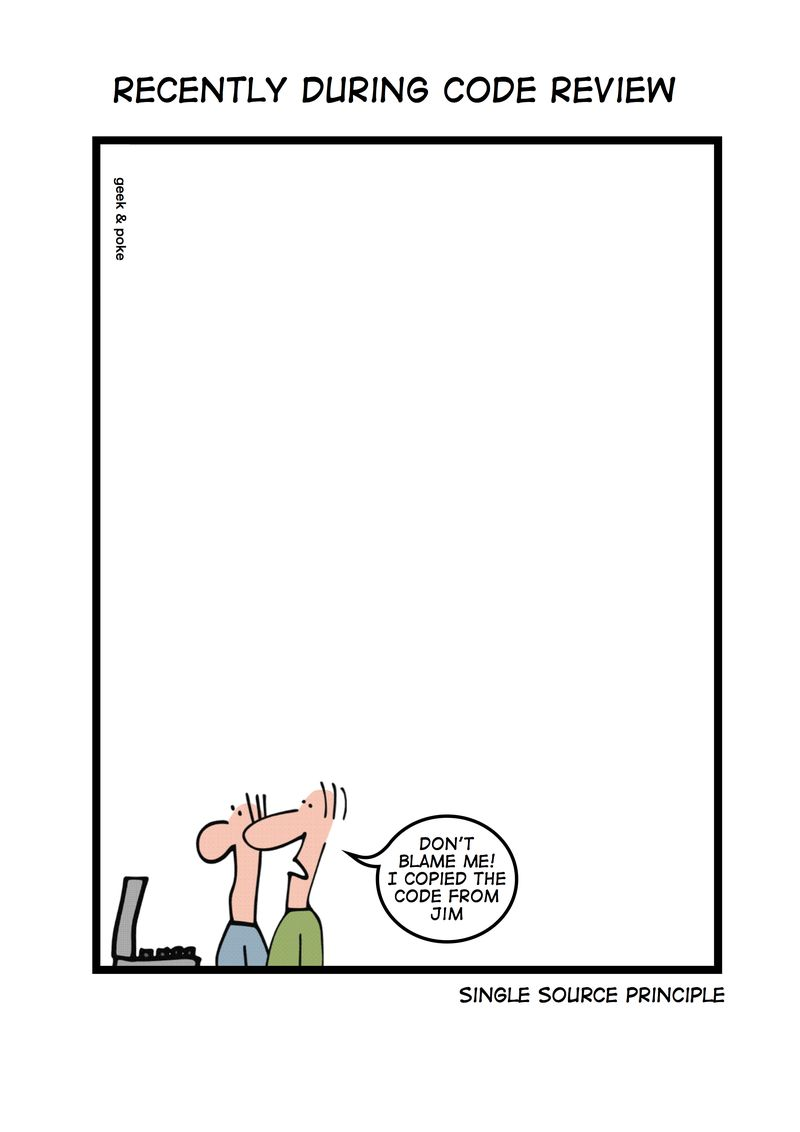 RECENTLY DURING CODE REVIEW
geek & poke
DON'T
BLAME ME!
I COPIED THE
CODE FROM
JIM
SINGLE SOURCE PRINCIPLE